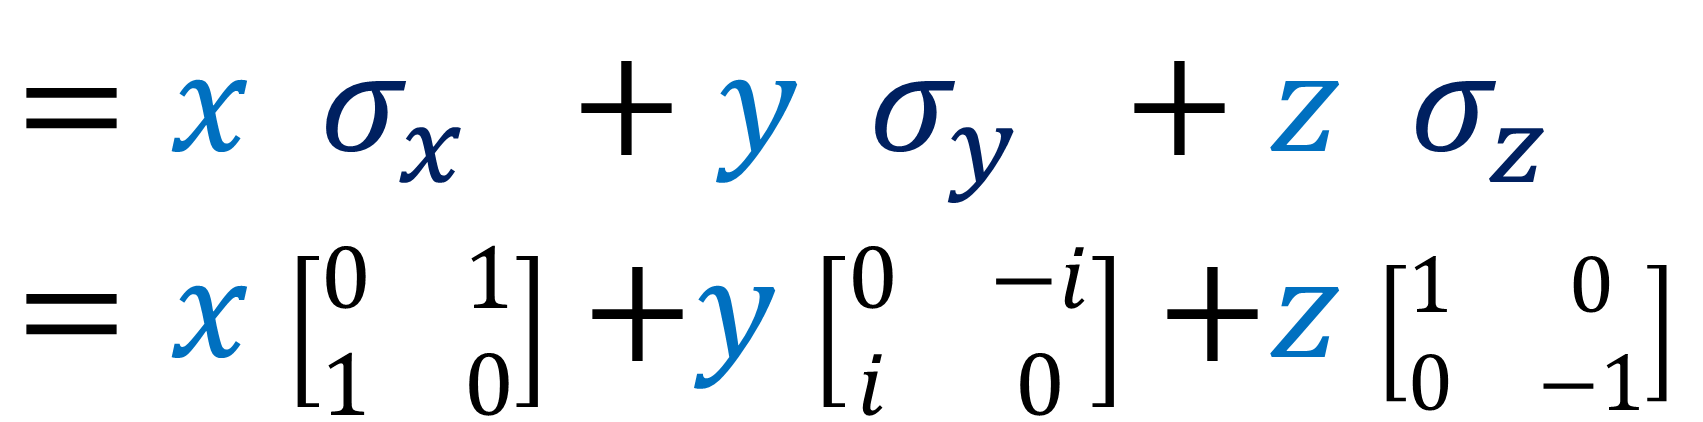 = x σ_x + y σ_y + z σ_z
= x [0 1; 1 0] + y [0 −i; i 0] + z [1 0; 0 −1]